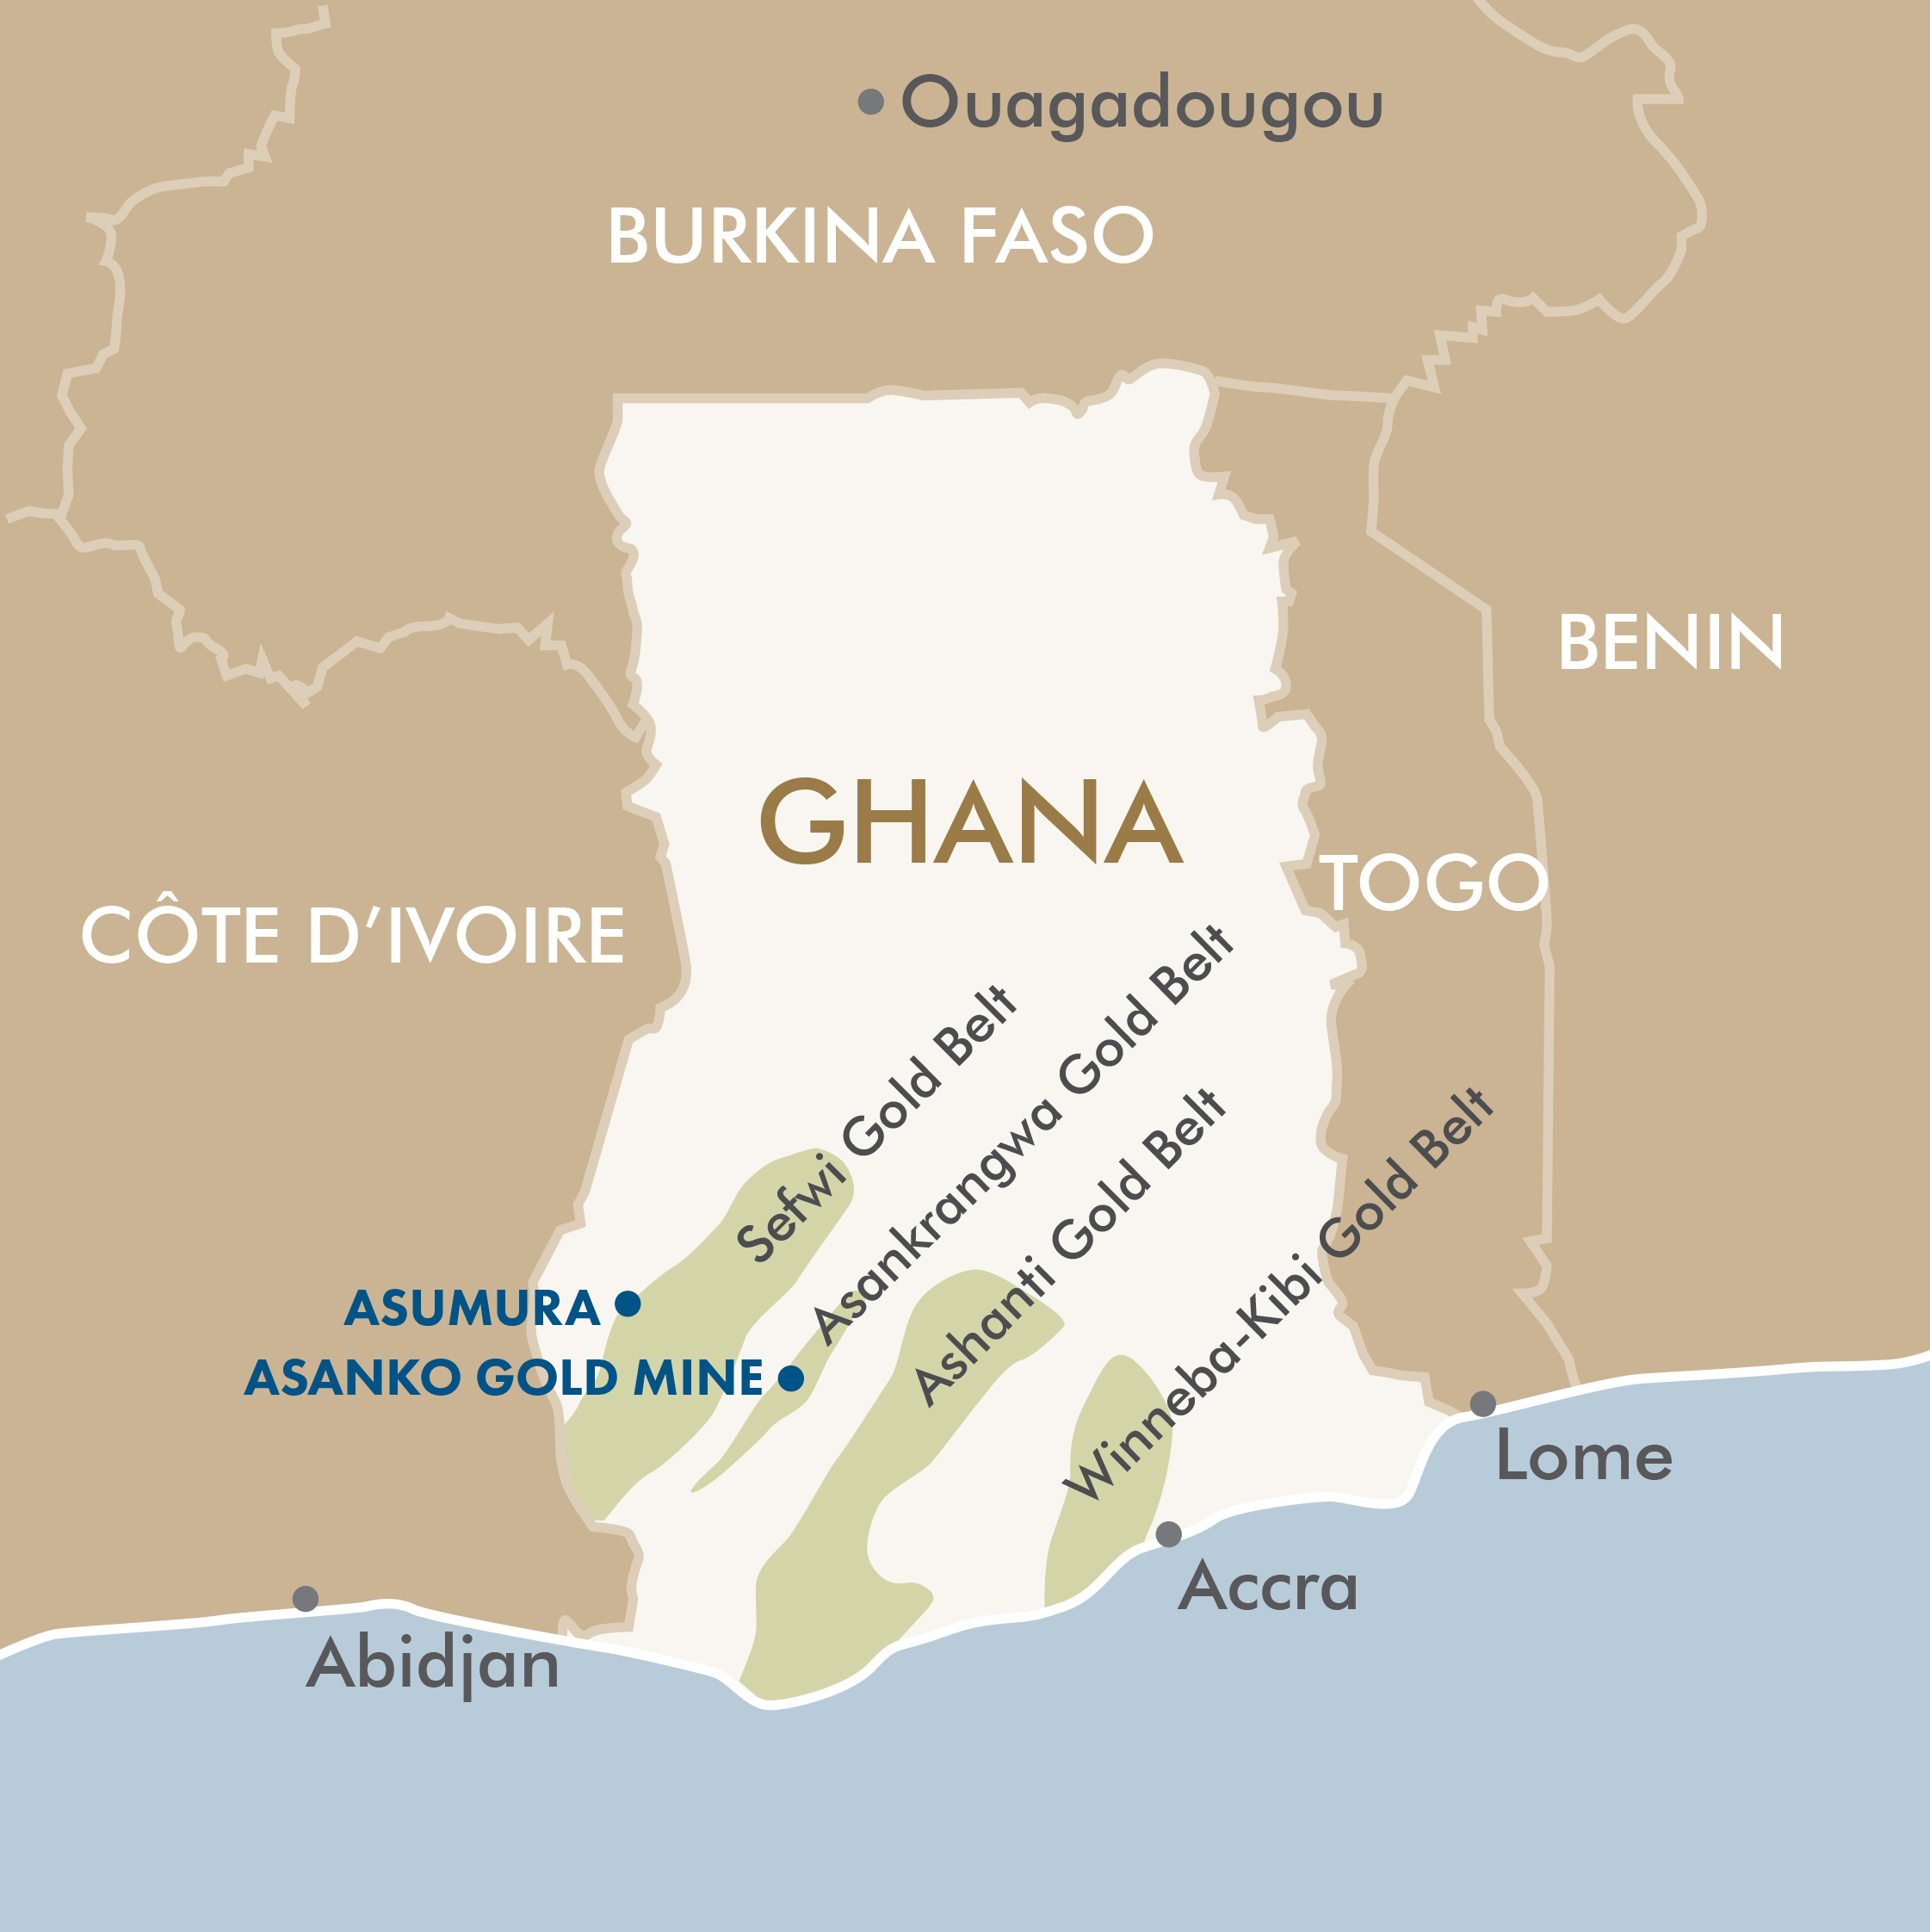 Ouagadougou
BURKINA FASO
BENIN
GHANA
TOGO
CÔTE D'IVOIRE
Sefwi Gold Belt
Asankrangwa Gold Belt
Ashanti Gold Belt
Winneba-Kibi Gold Belt
ASUMURA
ASANKO GOLD MINE
Lome
Accra
Abidjan